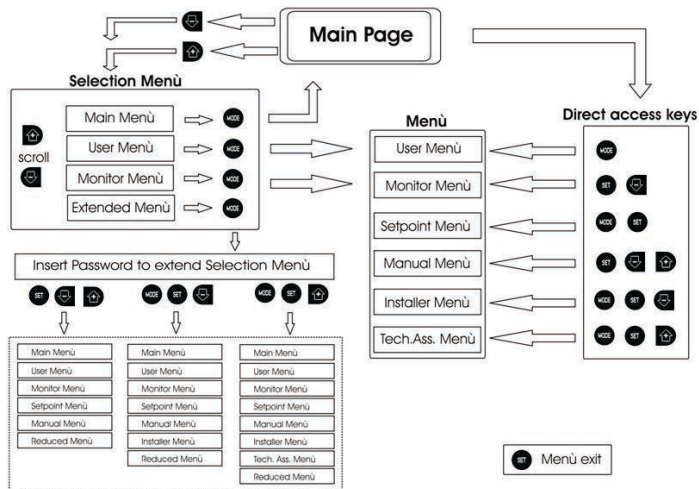 Main Page
Selection Menù
Main Menù MODE
User Menù MODE
Monitor Menù MODE
Extended Menù MODE
scroll
Insert Password to extend Selection Menù
SET
MODE SET
MODE SET
Main Menù
User Menù
Monitor Menù
Setpoint Menù
Manual Menù
Reduced Menù
Main Menù
User Menù
Monitor Menù
Setpoint Menù
Manual Menù
Installer Menù
Reduced Menù
Main Menù
User Menù
Monitor Menù
Setpoint Menù
Manual Menù
Installer Menù
Tech. Ass. Menù
Reduced Menù
Menù
User Menù
Monitor Menù
Setpoint Menù
Manual Menù
Installer Menù
Tech.Ass. Menù
Direct access keys
MODE
SET
MODE SET
SET
MODE SET
MODE SET
SET Menù exit